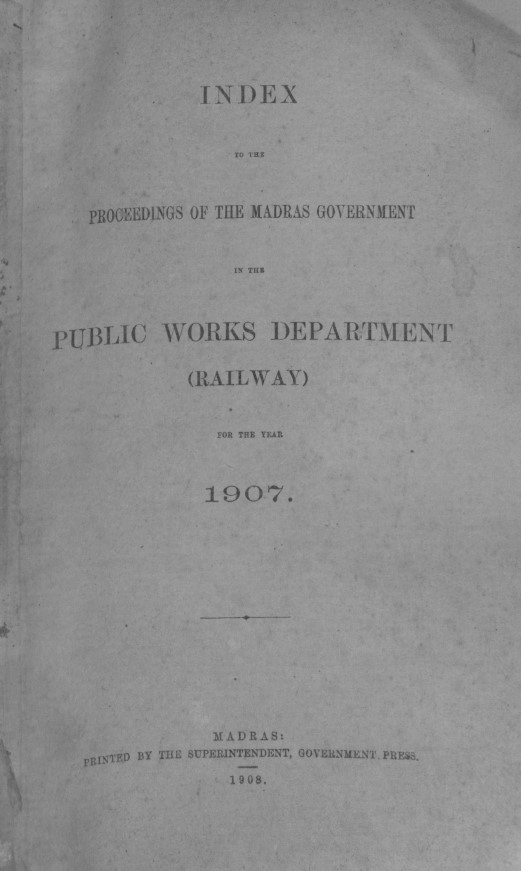 INDEX
TO THE
PROCEEDINGS OF THE MADRAS GOVERNMENT
IN THE
PUBLIC WORKS DEPARTMENT
(RAILWAY)
FOR THE YEAR
1907.
MADRAS:
PRINTED BY THE SUPERINTENDENT, GOVERNMENT PRESS.
1908.